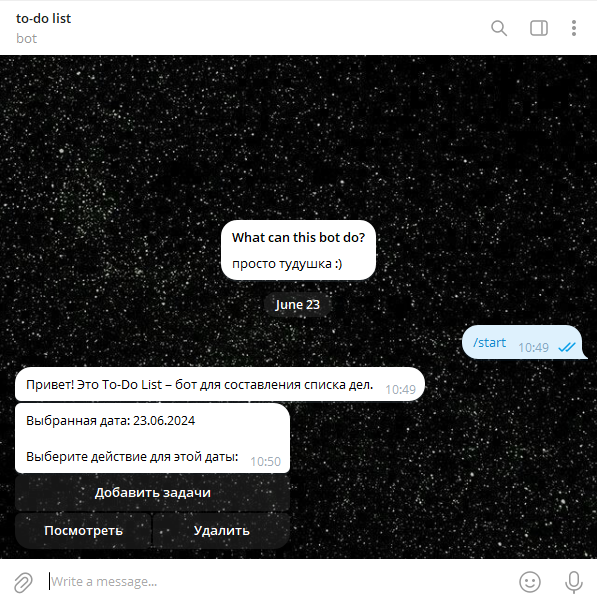 to-do list
bot
What can this bot do?
просто тудушка :)
June 23
/start 10:49
Привет! Это To-Do List – бот для составления списка дел. 10:49
Выбранная дата: 23.06.2024
Выберите действие для этой даты: 10:50
Добавить задачи
Посмотреть Удалить
Write a message...